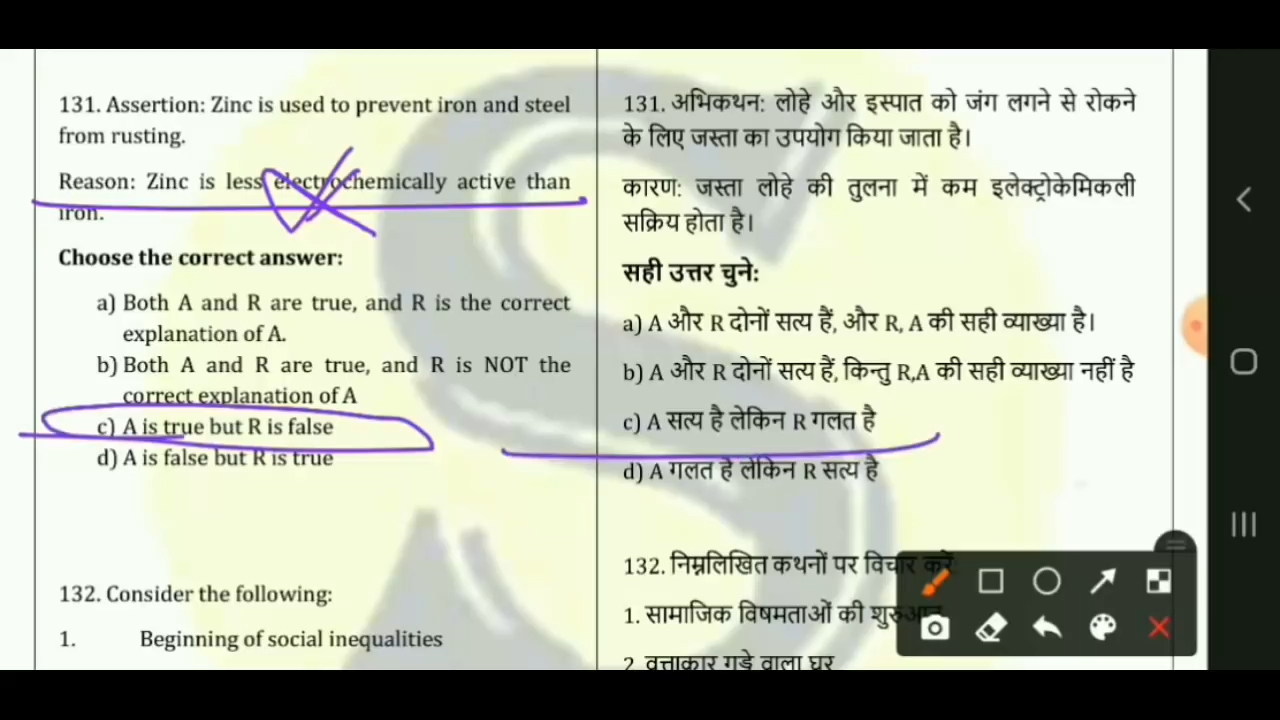 131. Assertion: Zinc is used to prevent iron and steel
from rusting.
Reason: Zinc is less electrochemically active than
iron.
Choose the correct answer:
a) Both A and R are true, and R is the correct
explanation of A.
b) Both A and R are true, and R is NOT the
correct explanation of A
c) A is true but R is false
d) A is false but R is true
132. Consider the following:
1. Beginning of social inequalities
131. अभिकथन: लोहे और इस्पात को जंग लगने से रोकने
के लिए जस्ता का उपयोग किया जाता है।
कारण: जस्ता लोहे की तुलना में कम इलेक्ट्रोकेमिकली
सक्रिय होता है।
सही उत्तर चुने:
a) A और R दोनों सत्य हैं, और R, A की सही व्याख्या है।
b) A और R दोनों सत्य हैं, किन्तु R,A की सही व्याख्या नहीं है
c) A सत्य है लेकिन R गलत है
d) A गलत है लेकिन R सत्य है
132. निम्नलिखित कथनों पर विचार करें:
1. सामाजिक विषमताओं की शुरुआत
2. वृत्ताकार गड्ढे वाला घर